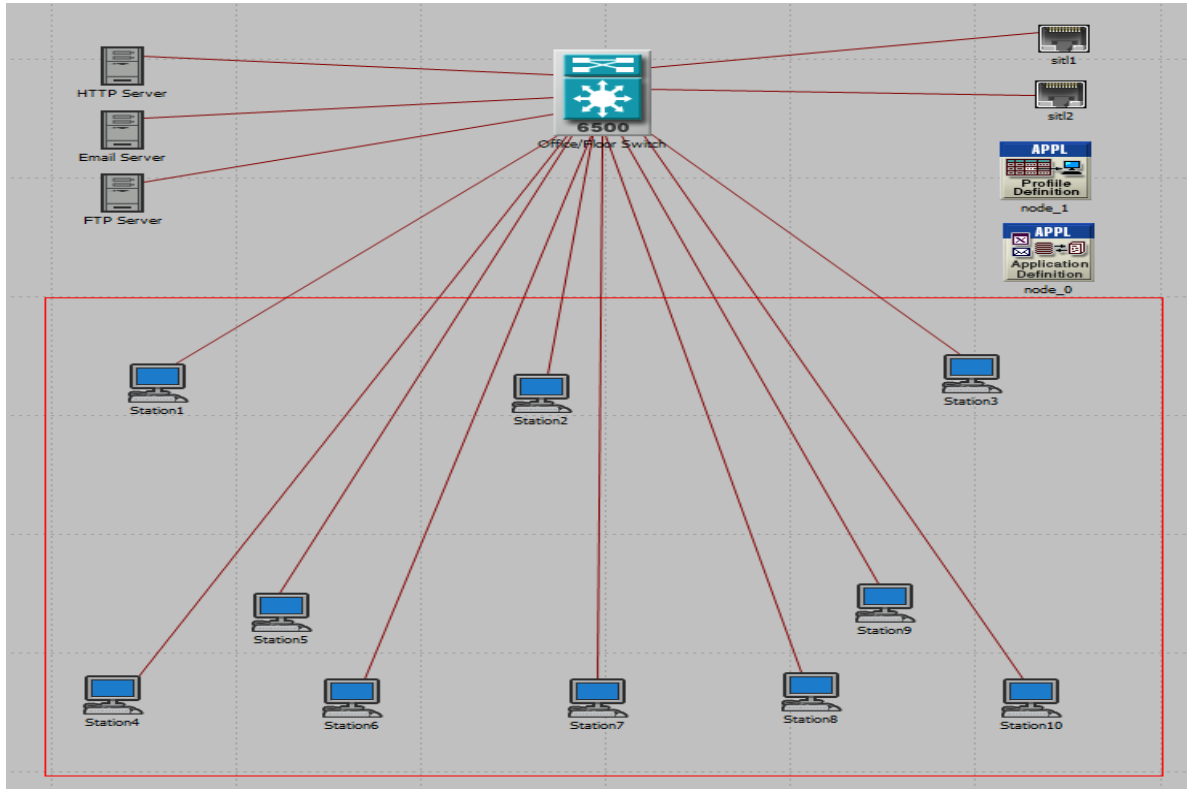 HTTP Server
Email Server
FTP Server
6500
Office/Floor Switch
sitl1
sitl2
APPL
Profile
Definition
node_1
APPL
Application
Definition
node_0
Station1
Station2
Station3
Station5
Station9
Station4
Station6
Station7
Station8
Station10